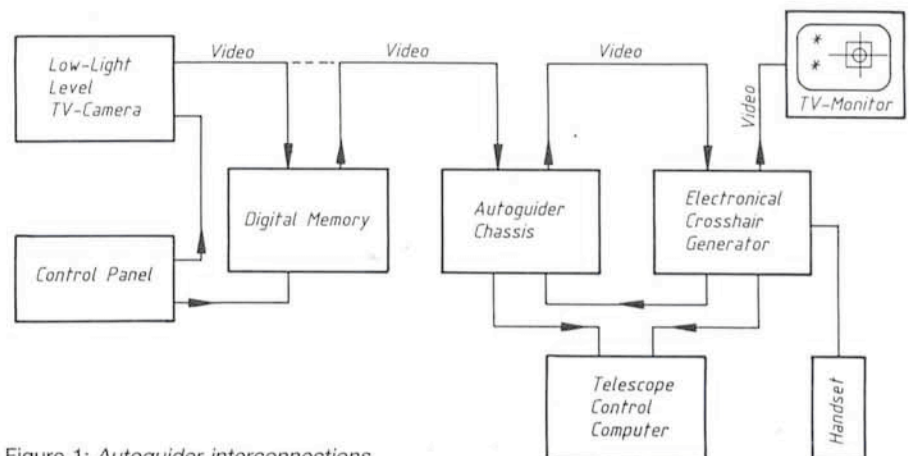 Low-Light
Level
TV-Camera
Video
Video
Video
Video
TV-Monitor
Digital Memory
Autoguider
Chassis
Electronical
Crosshair
Generator
Control Panel
Telescope
Control
Computer
Handset
Figure 1: Autoguider interconnections